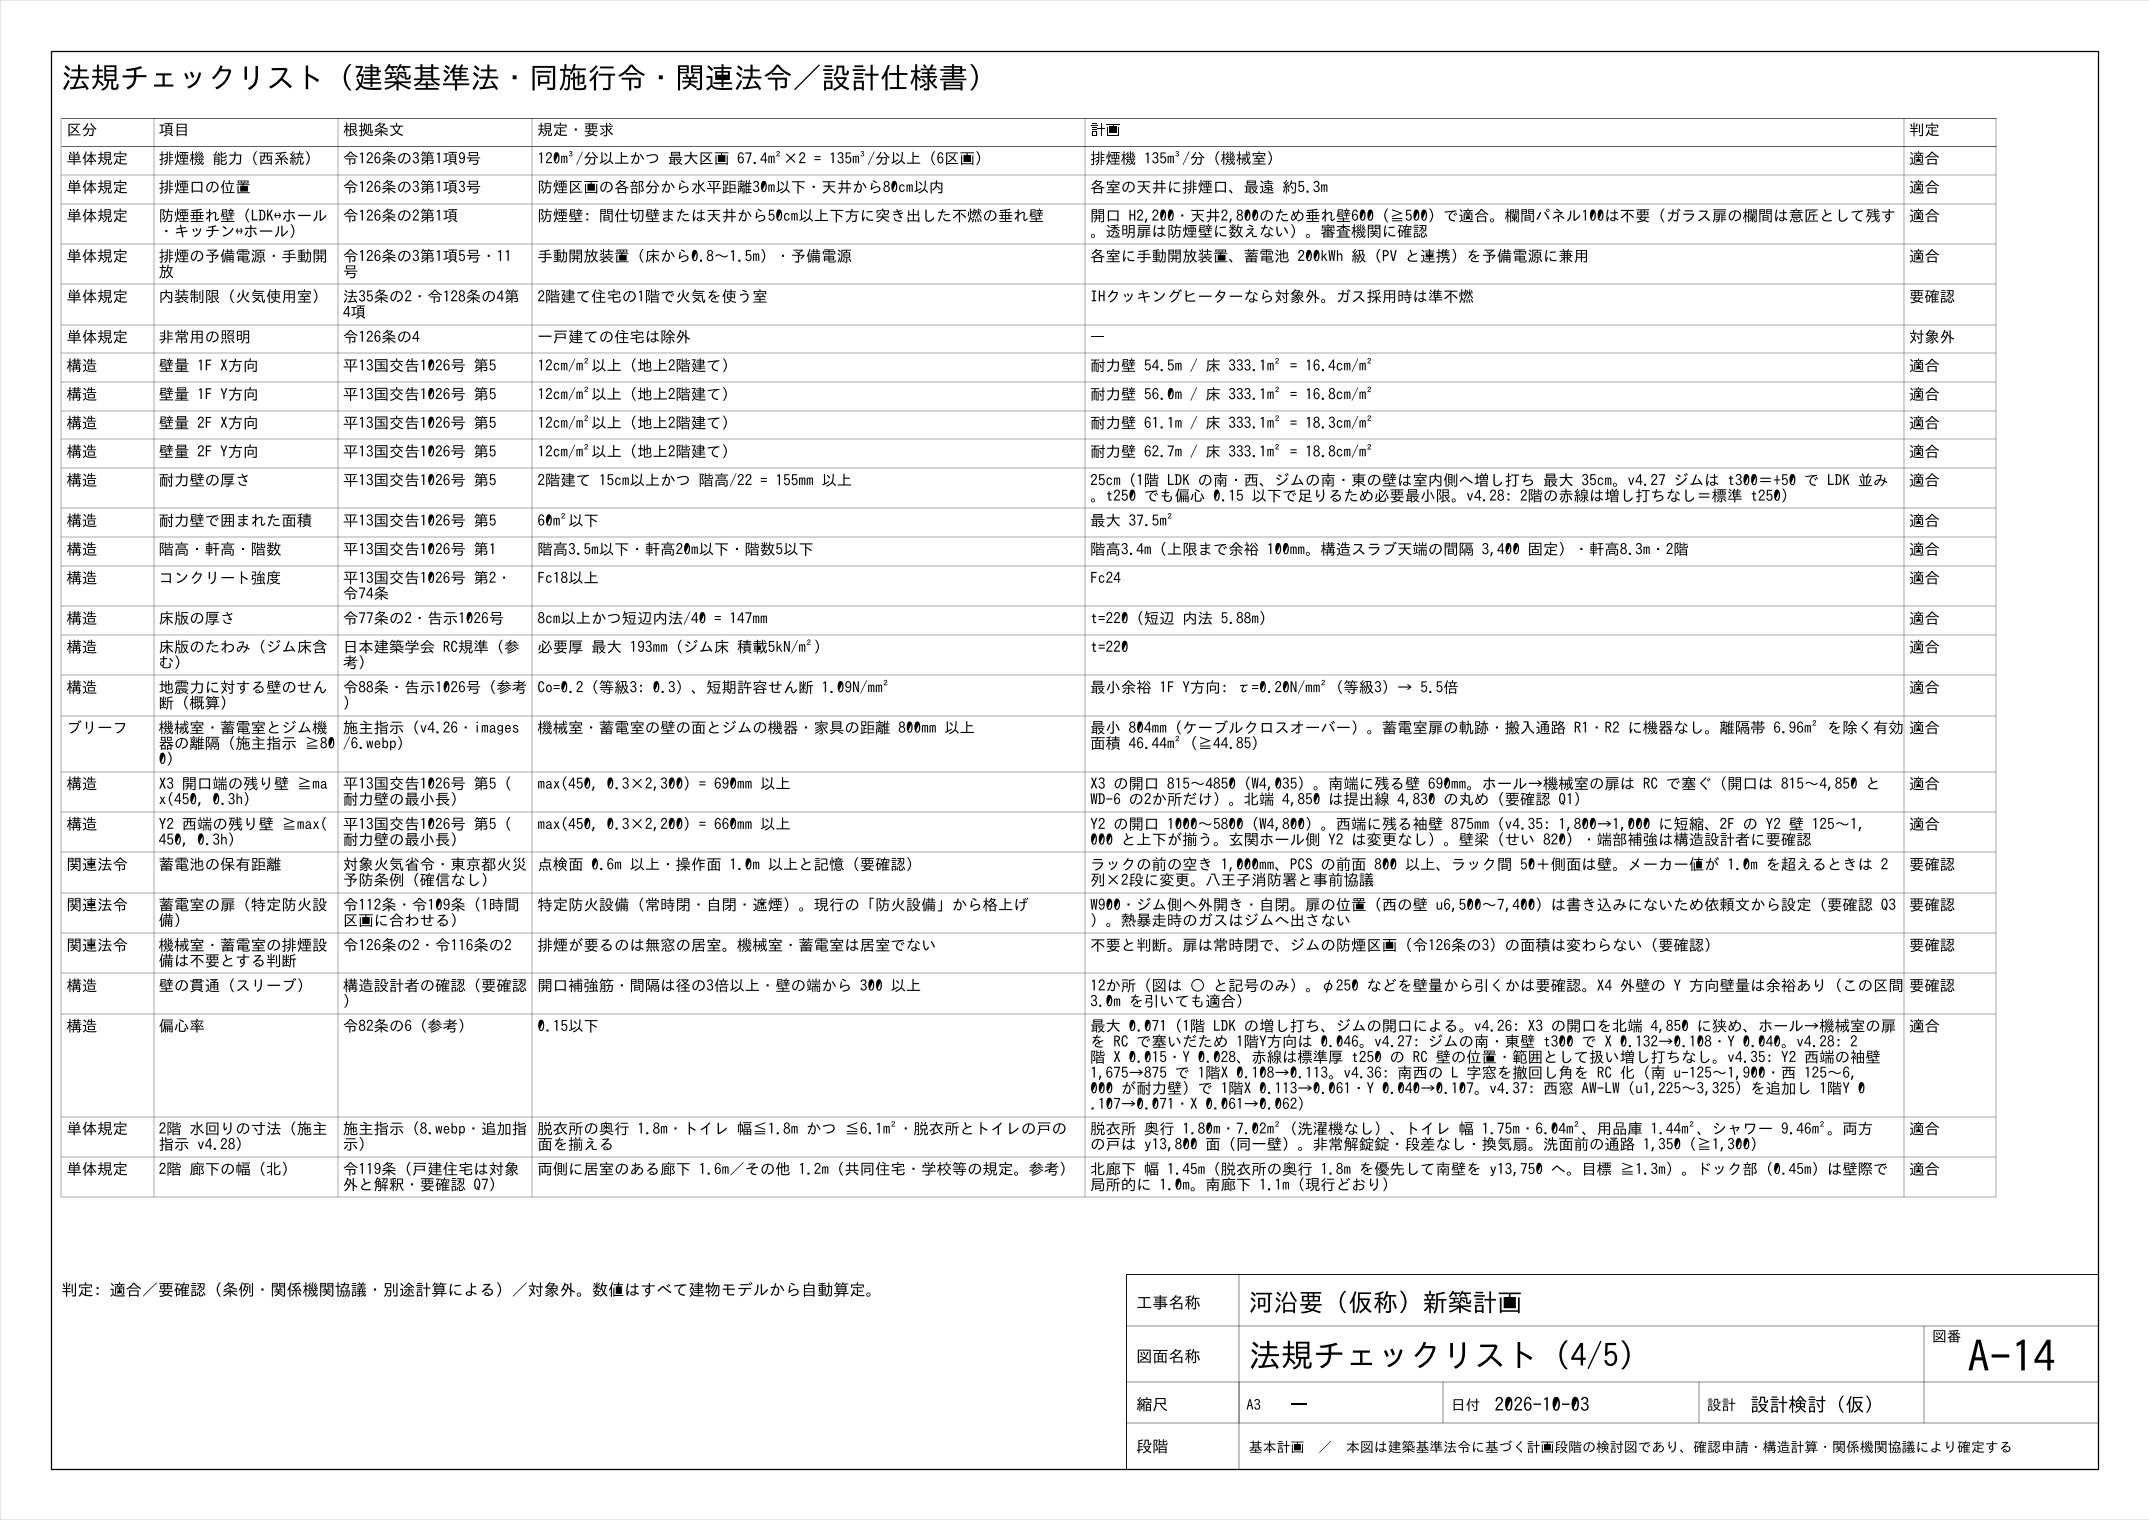 法規チェックリスト（建築基準法・同施行令・関連法令／設計仕様書）
区分 項目 根拠条文 規定・要求 計画 判定
単体規定 排煙機 能力（西系統） 令126条の3第1項9号 120m³/分以上かつ 最大区画 67.4m²×2 = 135m³/分以上（6区画） 排煙機 135m³/分（機械室） 適合
単体規定 排煙口の位置 令126条の3第1項3号 防煙区画の各部分から水平距離30m以下・天井から80cm以内 各室の天井に排煙口、最遠 約5.3m 適合
単体規定 防煙垂れ壁（LDK⇔ホール 令126条の2第1項 防煙壁: 間仕切壁または天井から50cm以上下方に突き出した不燃の垂れ壁 開口 H2,200・天井2,800のため垂れ壁600（≧500）で適合。欄間パネル100は不要（ガラス扉の欄間は意匠として残す 適合
・キッチン⇔ホール） 。透明扉は防煙壁に数えない）。審査機関に確認
単体規定 排煙の予備電源・手動開 令126条の3第1項5号・11 手動開放装置（床から0.8～1.5m）・予備電源 各室に手動開放装置、蓄電池 200kWh 級（PV と連携）を予備電源に兼用 適合
放 号
単体規定 内装制限（火気使用室） 法35条の2・令128条の4第 2階建て住宅の1階で火気を使う室 IHクッキングヒーターなら対象外。ガス採用時は準不燃 要確認
4項
単体規定 非常用の照明 令126条の4 一戸建ての住宅は除外 — 対象外
構造 壁量 1F X方向 平13国交告1026号 第5 12cm/m²以上（地上2階建て） 耐力壁 54.5m / 床 333.1m² = 16.4cm/m² 適合
構造 壁量 1F Y方向 平13国交告1026号 第5 12cm/m²以上（地上2階建て） 耐力壁 56.0m / 床 333.1m² = 16.8cm/m² 適合
構造 壁量 2F X方向 平13国交告1026号 第5 12cm/m²以上（地上2階建て） 耐力壁 61.1m / 床 333.1m² = 18.3cm/m² 適合
構造 壁量 2F Y方向 平13国交告1026号 第5 12cm/m²以上（地上2階建て） 耐力壁 62.7m / 床 333.1m² = 18.8cm/m² 適合
構造 耐力壁の厚さ 平13国交告1026号 第5 2階建て 15cm以上かつ 階高/22 = 155mm 以上 25cm（1階 LDK の南・西、ジムの南・東の壁は室内側へ増し打ち 最大 35cm。v4.27 ジムは t300=+50 で LDK 並み 適合
。t250 でも偏心 0.15 以下で足りるため必要最小限。v4.28: 2階の赤線は増し打ちなし＝標準 t250）
構造 耐力壁で囲まれた面積 平13国交告1026号 第5 60m²以下 最大 37.5m² 適合
構造 階高・軒高・階数 平13国交告1026号 第1 階高3.5m以下・軒高20m以下・階数5以下 階高3.4m（上限まで余裕 100mm。構造スラブ天端の間隔 3,400 固定）・軒高8.3m・2階 適合
構造 コンクリート強度 平13国交告1026号 第2・ Fc18以上 Fc24 適合
令74条
構造 床版の厚さ 令77条の2・告示1026号 8cm以上かつ短辺内法/40 = 147mm t=220（短辺 内法 5.88m） 適合
構造 床版のたわみ（ジム床含 日本建築学会 RC規準（参 必要厚 最大 193mm（ジム床 積載5kN/m²） t=220 適合
む） 考）
構造 地震力に対する壁のせん 令88条・告示1026号（参考 Co=0.2（等級3: 0.3）、短期許容せん断 1.09N/mm² 最小余裕 1F Y方向: τ=0.20N/mm²（等級3）→ 5.5倍 適合
断（概算） ）
ブリーフ 機械室・蓄電室とジム機 施主指示（v4.26・images 機械室・蓄電室の壁の面とジムの機器・家具の距離 800mm 以上 最小 804mm（ケーブルクロスオーバー）。蓄電室扉の軌跡・搬入通路 R1・R2 に機器なし。離隔帯 6.96m² を除く有効 適合
器の離隔（施主指示 ≧80 /6.webp） 面積 46.44m²（≧44.85）
0）
構造 X3 開口端の残り壁 ≧ma 平13国交告1026号 第5（ max(450, 0.3×2,300) = 690mm 以上 X3 の開口 815～4850（W4,035）。南端に残る壁 690mm。ホール→機械室の扉は RC で塞ぐ（開口は 815～4,850 と 適合
x(450, 0.3h) 耐力壁の最小長） WD-6 の2か所だけ）。北端 4,850 は提出線 4,830 の丸め（要確認 Q1）
構造 Y2 西端の残り壁 ≧max( 平13国交告1026号 第5（ max(450, 0.3×2,200) = 660mm 以上 Y2 の開口 1000～5800（W4,800）。西端に残る袖壁 875mm（v4.35: 1,800→1,000 に短縮、2F の Y2 壁 125～1, 適合
450, 0.3h) 耐力壁の最小長） 000 と上下が揃う。玄関ホール側 Y2 は変更なし）。壁梁（せい 820）・端部補強は構造設計者に要確認
関連法令 蓄電池の保有距離 対象火気省令・東京都火災 点検面 0.6m 以上・操作面 1.0m 以上と記憶（要確認） ラックの前の空き 1,000mm、PCS の前面 800 以上、ラック間 50＋側面は壁。メーカー値が 1.0m を超えるときは 2 要確認
予防条例（確信なし） 列×2段に変更。八王子消防署と事前協議
関連法令 蓄電室の扉（特定防火設 令112条・令109条（1時間 特定防火設備（常時閉・自閉・遮煙）。現行の「防火設備」から格上げ W900・ジム側へ外開き・自閉。扉の位置（西の壁 u6,500～7,400）は書き込みにないため依頼文から設定（要確認 Q3 要確認
備） 区画に合わせる） ）。熱暴走時のガスはジムへ出さない
関連法令 機械室・蓄電室の排煙設 令126条の2・令116条の2 排煙が要るのは無窓の居室。機械室・蓄電室は居室でない 不要と判断。扉は常時閉で、ジムの防煙区画（令126条の3）の面積は変わらない（要確認） 要確認
備は不要とする判断
構造 壁の貫通（スリーブ） 構造設計者の確認（要確認 開口補強筋・間隔は径の3倍以上・壁の端から 300 以上 12か所（図は ○ と記号のみ）。φ250 などを壁量から引くかは要確認。X4 外壁の Y 方向壁量は余裕あり（この区間 要確認
） 3.0m を引いても適合）
構造 偏心率 令82条の6（参考） 0.15以下 最大 0.071（1階 LDK の増し打ち、ジムの開口による。v4.26: X3 の開口を北端 4,850 に狭め、ホール→機械室の扉 適合
を RC で塞いだため 1階Y方向は 0.046。v4.27: ジムの南・東壁 t300 で X 0.132→0.108・Y 0.040。v4.28: 2
階 X 0.015・Y 0.028、赤線は標準厚 t250 の RC 壁の位置・範囲として扱い増し打ちなし。v4.35: Y2 西端の袖壁
1,675→875 で 1階X 0.108→0.113。v4.36: 南西の L 字窓を撤回し角を RC 化（南 u-125～1,900・西 125～6,
000 が耐力壁）で 1階X 0.113→0.061・Y 0.040→0.107。v4.37: 西窓 AW-LW（u1,225～3,325）を追加し 1階Y 0
.107→0.071・X 0.061→0.062）
単体規定 2階 水回りの寸法（施主 施主指示（8.webp・追加指 脱衣所の奥行 1.8m・トイレ 幅≦1.8m かつ ≦6.1m²・脱衣所とトイレの戸の 脱衣所 奥行 1.80m・7.02m²（洗濯機なし）、トイレ 幅 1.75m・6.04m²、用品庫 1.44m²、シャワー 9.46m²。両方 適合
指示 v4.28） 示） 面を揃える の戸は y13,800 面（同一壁）。非常解錠錠・段差なし・換気扇。洗面前の通路 1,350（≧1,300）
単体規定 2階 廊下の幅（北） 令119条（戸建住宅は対象 両側に居室のある廊下 1.6m／その他 1.2m（共同住宅・学校等の規定。参考） 北廊下 幅 1.45m（脱衣所の奥行 1.8m を優先して南壁を y13,750 へ。目標 ≧1.3m）。ドック部（0.45m）は壁際で 適合
外と解釈・要確認 Q7） 局所的に 1.0m。南廊下 1.1m（現行どおり）
判定: 適合／要確認（条例・関係機関協議・別途計算による）／対象外。数値はすべて建物モデルから自動算定。
工事名称 河沿要（仮称）新築計画
図面名称 法規チェックリスト（4/5） 図番 A-14
縮尺 A3 — 日付 2026-10-03 設計 設計検討（仮）
段階 基本計画 ／ 本図は建築基準法令に基づく計画段階の検討図であり、確認申請・構造計算・関係機関協議により確定する